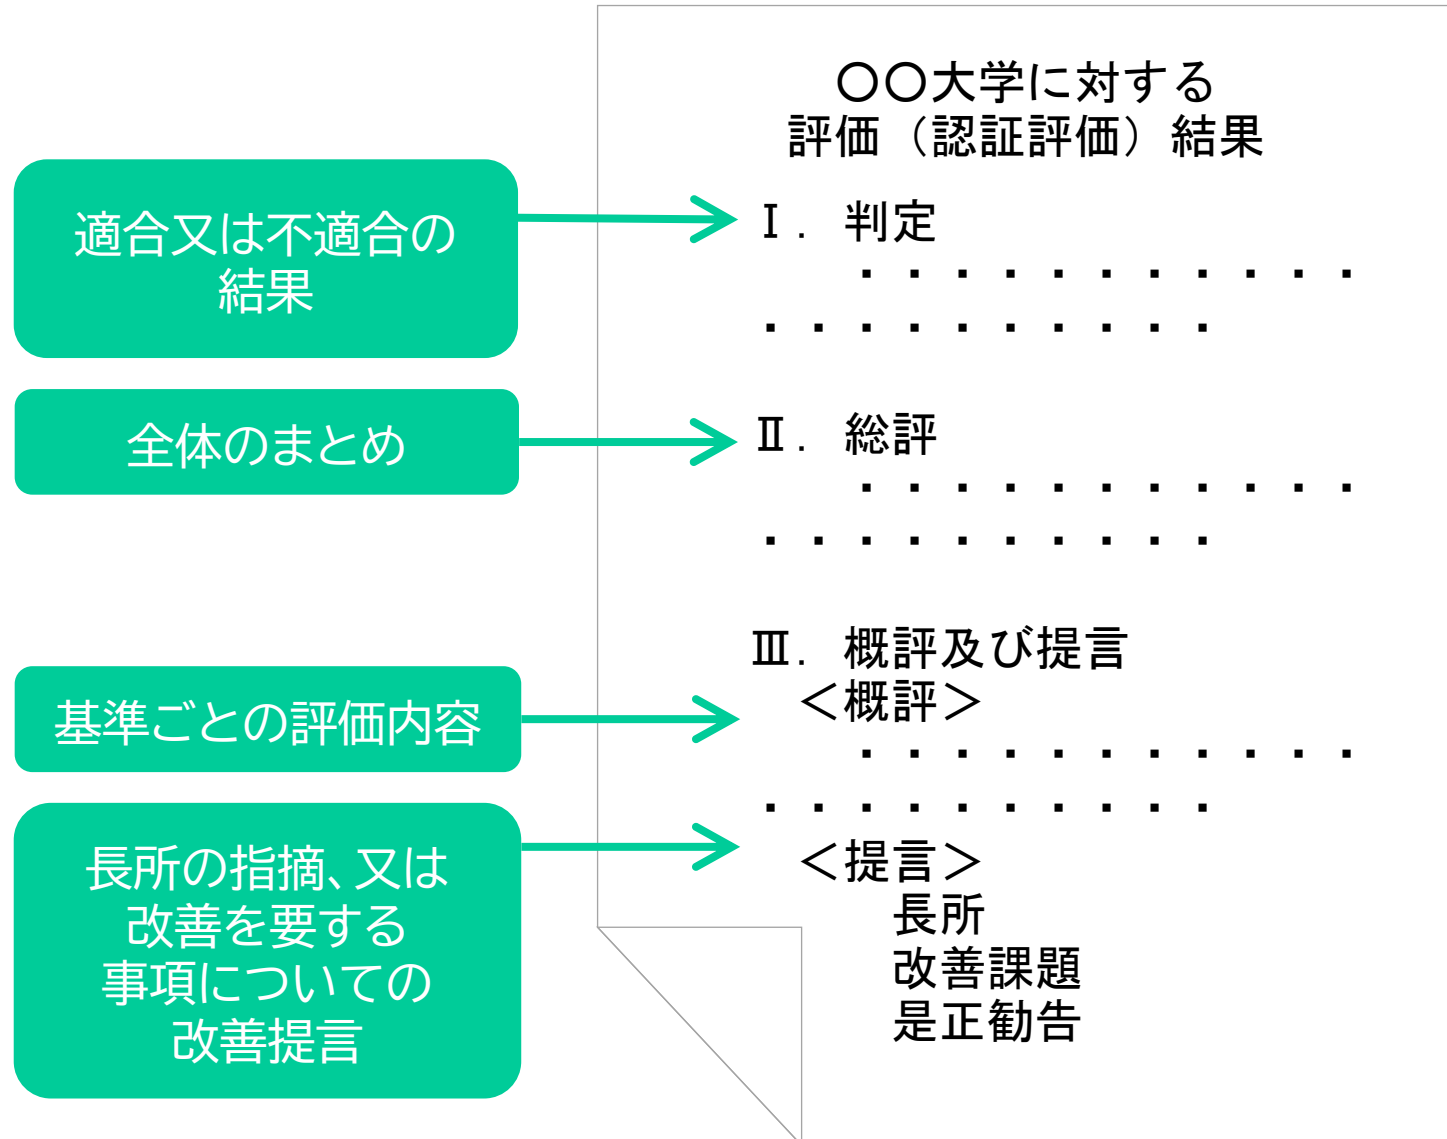 〇〇大学に対する
評価（認証評価）結果
適合又は不適合の
結果
Ⅰ．判定
・・・・・・・・・・・
・・・・・・・・・・
全体のまとめ
Ⅱ．総評
・・・・・・・・・・・
・・・・・・・・・・
Ⅲ．概評及び提言
基準ごとの評価内容
＜概評＞
・・・・・・・・・・・
・・・・・・・・・・
長所の指摘、又は
改善を要する
事項についての
改善提言
＜提言＞
長所
改善課題
是正勧告